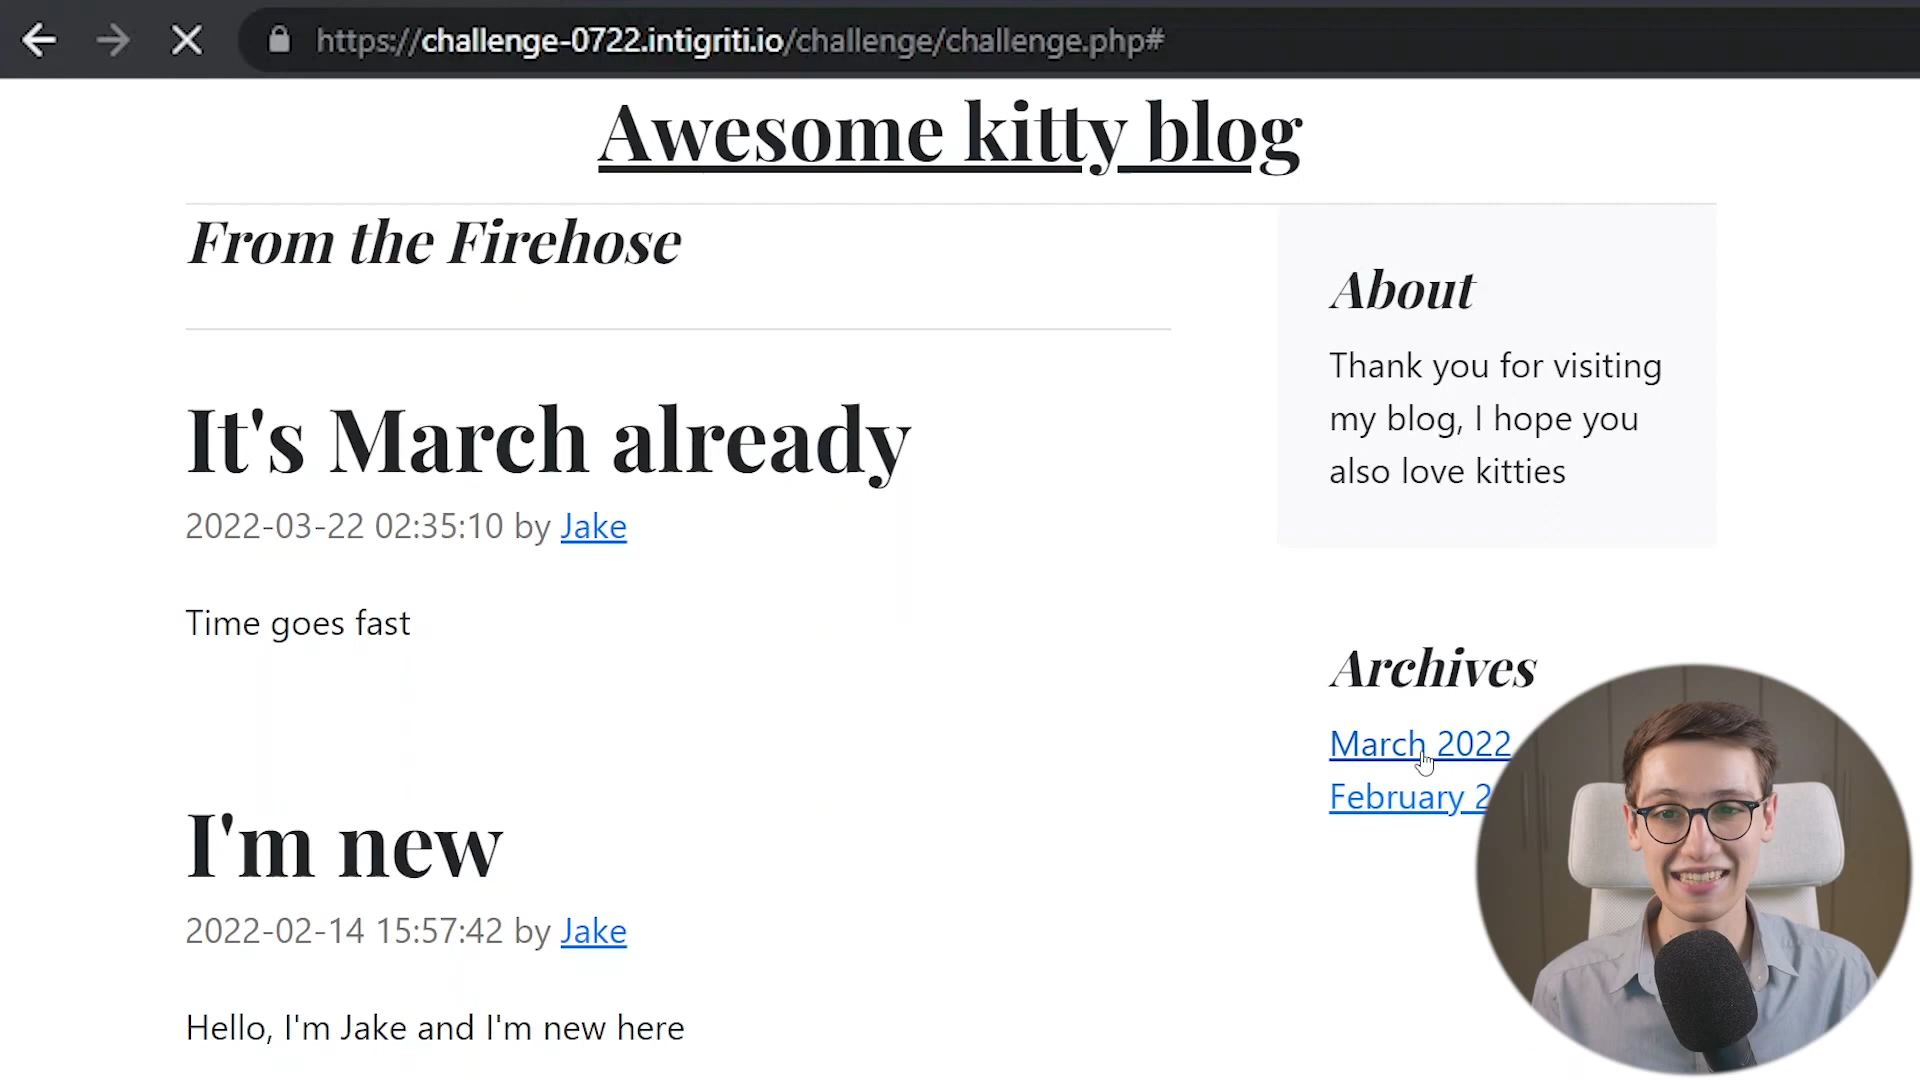 https://challenge-0722.intigriti.io/challenge/challenge.php#
Awesome kitty blog
From the Firehose
It's March already
2022-03-22 02:35:10 by Jake
Time goes fast
I'm new
2022-02-14 15:57:42 by Jake
Hello, I'm Jake and I'm new here
About
Thank you for visiting
my blog, I hope you
also love kitties
Archives
March 2022
February 2